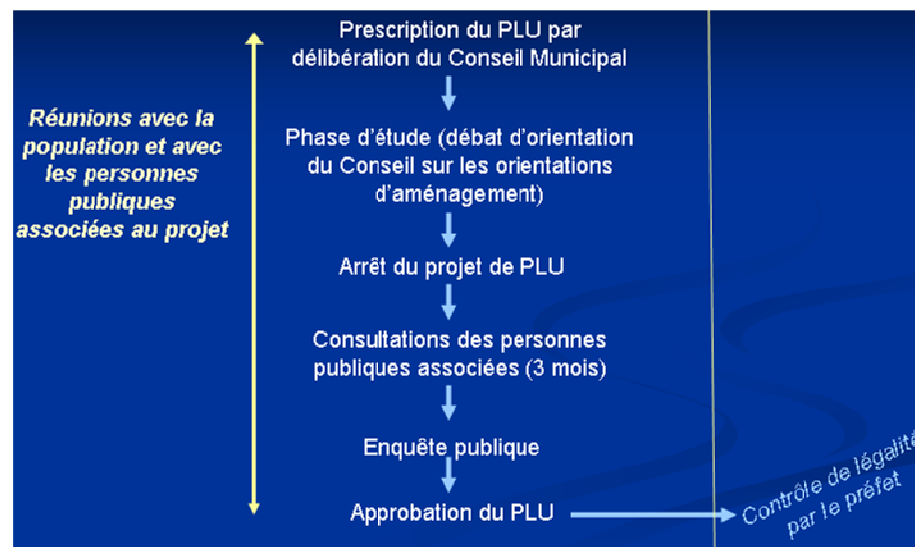 Prescription du PLU par
délibération du Conseil Municipal
Réunions avec la
population et avec
les personnes
publiques
associées au projet
Phase d'étude (débat d'orientation
du Conseil sur les orientations
d'aménagement)
Arrêt du projet de PLU
Consultations des personnes
publiques associées (3 mois)
Enquête publique
Approbation du PLU
Contrôle de légalité
par le préfet